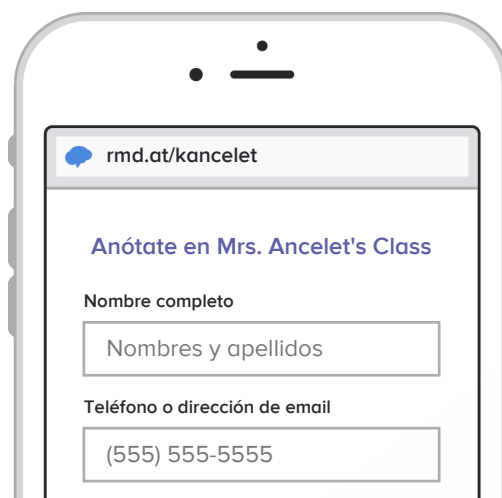 rmd.at/kancelet
Anótate en Mrs. Ancelet's Class
Nombre completo
Nombres y apellidos
Teléfono o dirección de email
(555) 555-5555